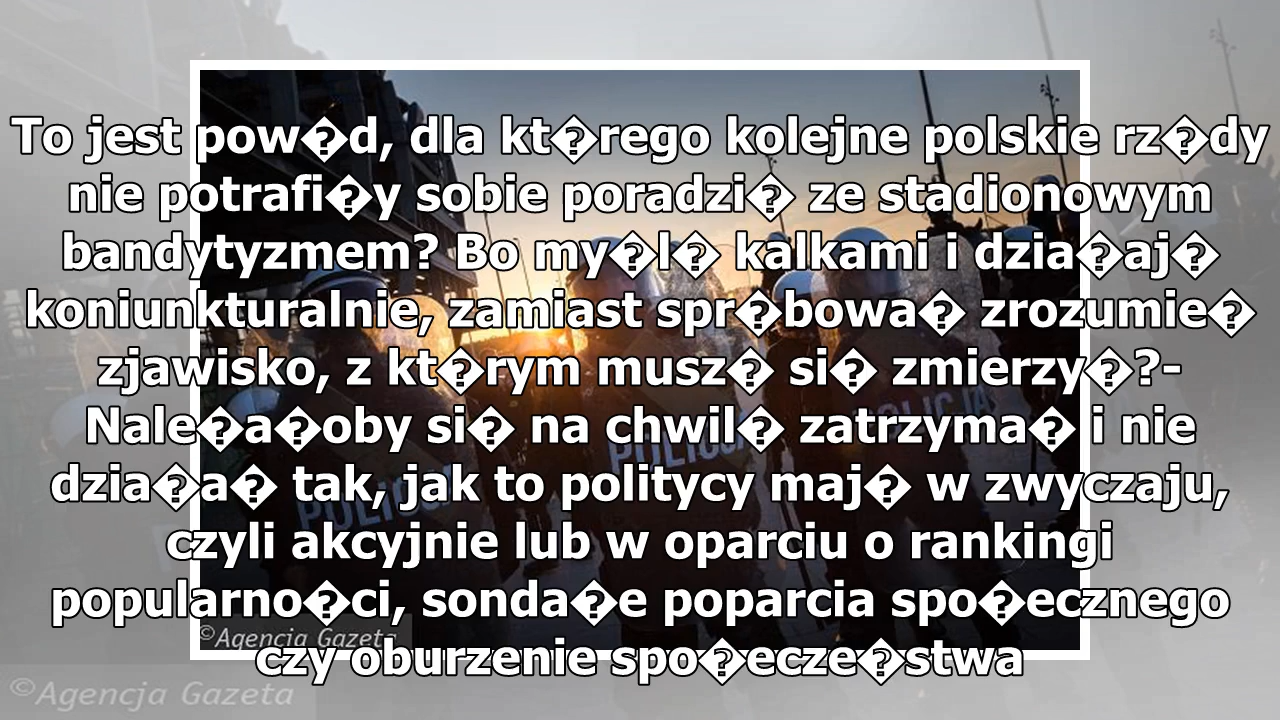 To jest pow�d, dla kt�rego kolejne polskie rz�dy
nie potrafi�y sobie poradzi� ze stadionowym
bandytyzmem? Bo my�l� kalkami i dzia�aj�
koniunkturalnie, zamiast spr�bowa� zrozumie�
zjawisko, z kt�rym musz� si� zmierzy�?-
Nale�a�oby si� na chwil� zatrzyma� i nie
dzia�a� tak, jak to politycy maj� w zwyczaju,
czyli akcyjnie lub w oparciu o rankingi
popularno�ci, sonda�e poparcia spo�ecznego
czy oburzenie spo�ecze�stwa
POLICJA
POLICJA
POLICJA
©Agencja Gazeta
©Agencja Gazeta